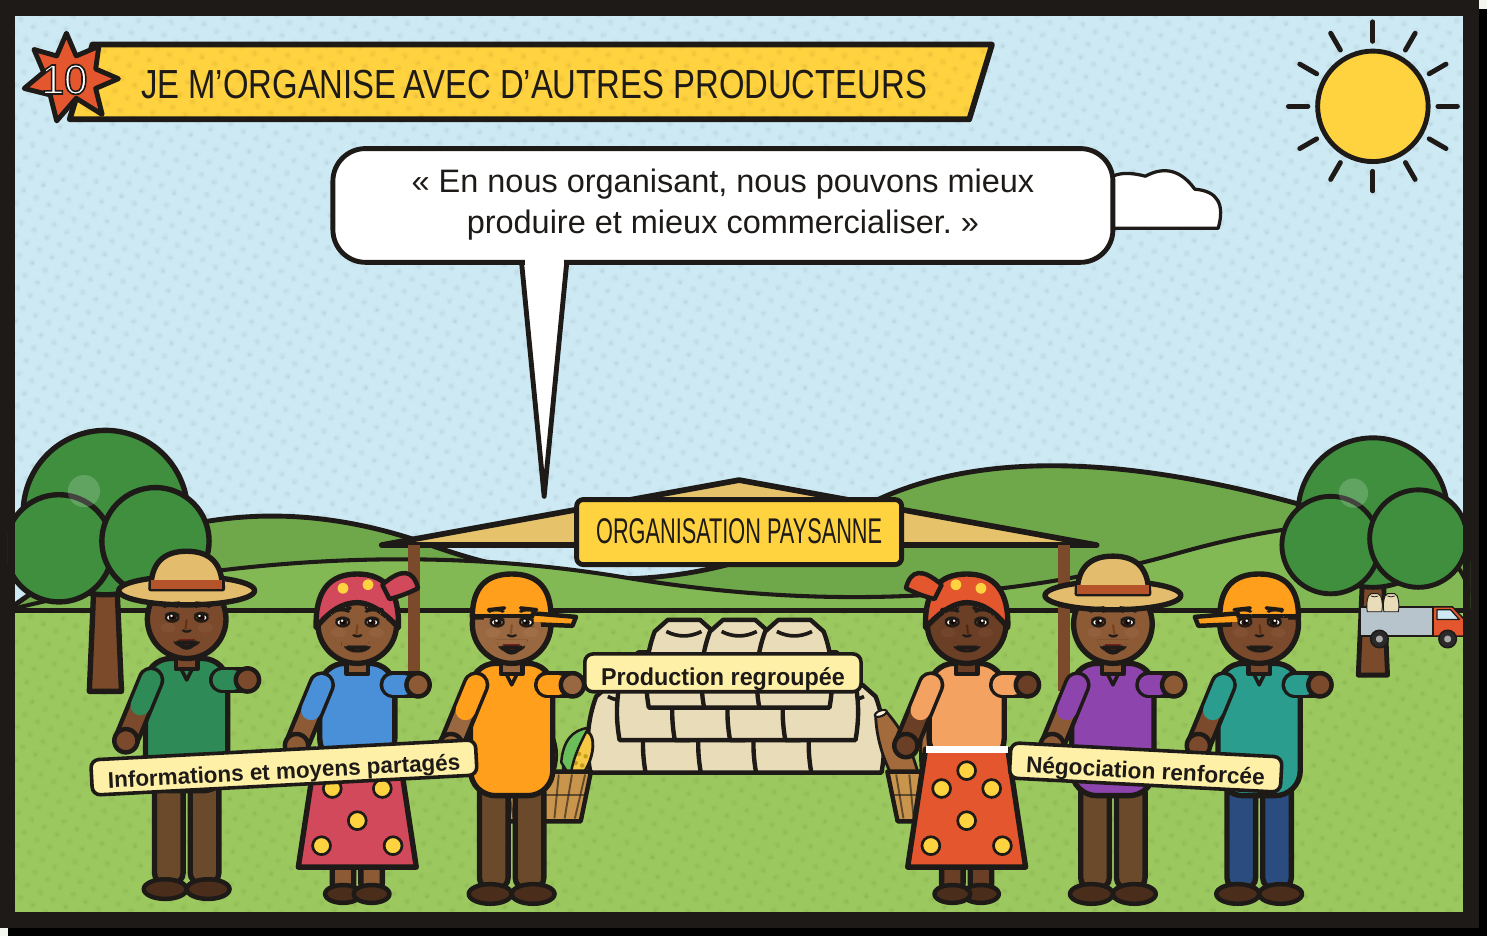 10
JE M’ORGANISE AVEC D’AUTRES PRODUCTEURS
« En nous organisant, nous pouvons mieux
produire et mieux commercialiser. »
ORGANISATION PAYSANNE
Production regroupée
Informations et moyens partagés
Négociation renforcée